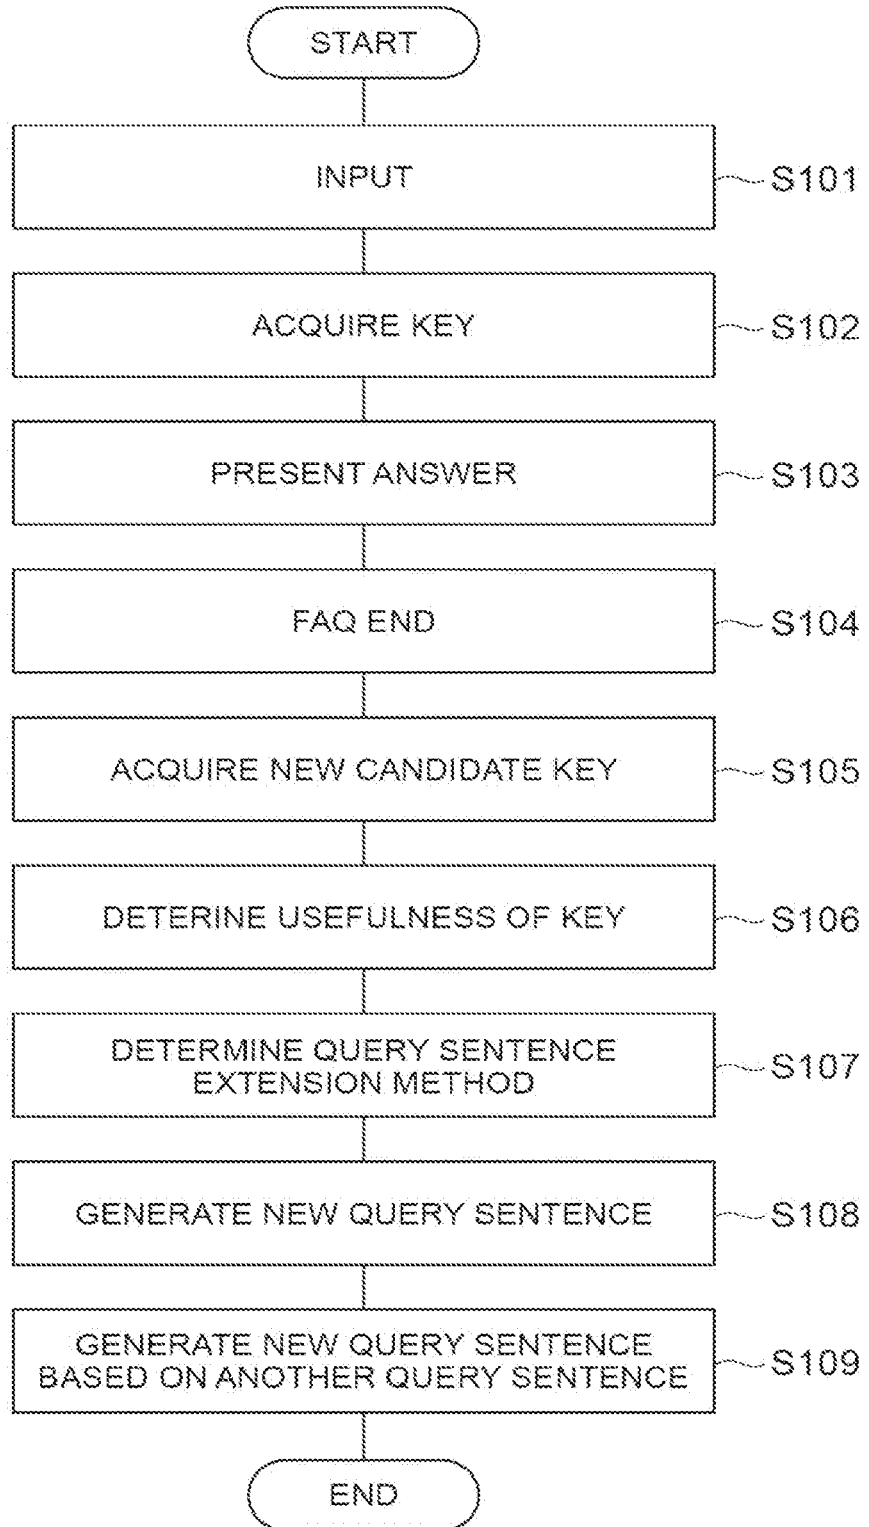 START
INPUT
S101
ACQUIRE KEY
S102
PRESENT ANSWER
S103
FAQ END
S104
ACQUIRE NEW CANDIDATE KEY
S105
DETERINE USEFULNESS OF KEY
S106
DETERMINE QUERY SENTENCE
EXTENSION METHOD
S107
GENERATE NEW QUERY SENTENCE
S108
GENERATE NEW QUERY SENTENCE
BASED ON ANOTHER QUERY SENTENCE
S109
END